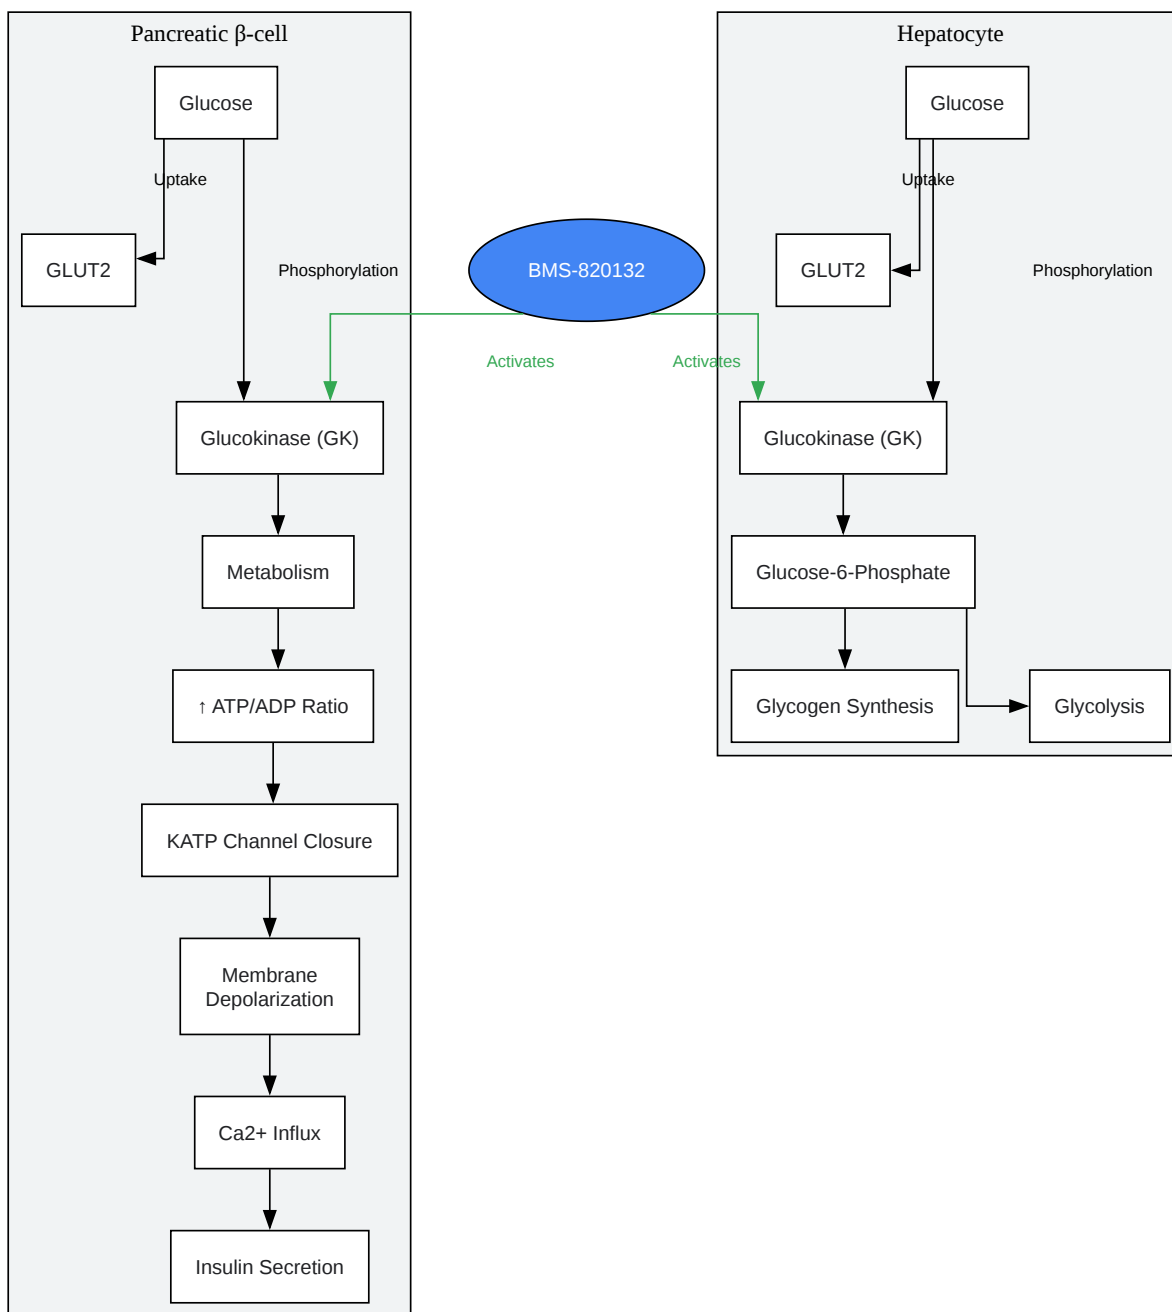 Pancreatic β-cell
Glucose
Uptake
GLUT2
Phosphorylation
Glucokinase (GK)
Metabolism
↑ ATP/ADP Ratio
KATP Channel Closure
Membrane
Depolarization
Ca2+ Influx
Insulin Secretion
BMS-820132
Activates
Activates
Hepatocyte
Glucose
Uptake
GLUT2
Phosphorylation
Glucokinase (GK)
Glucose-6-Phosphate
Glycogen Synthesis
Glycolysis